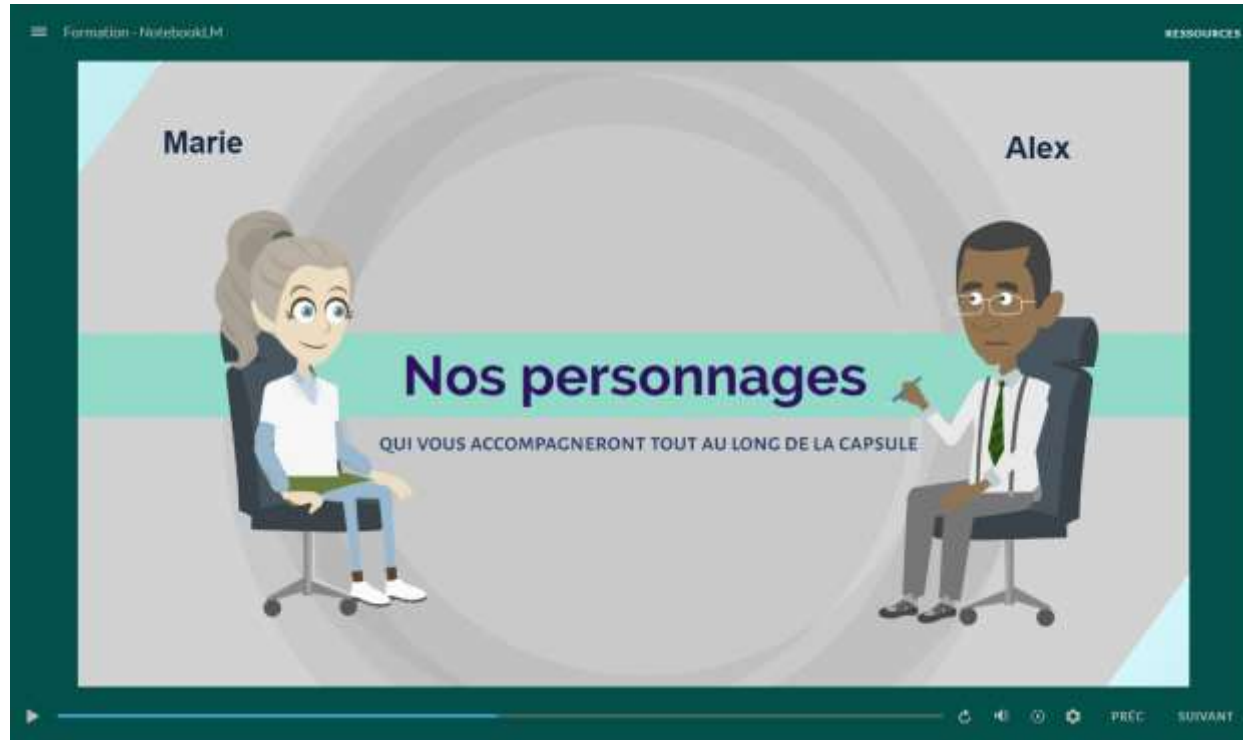 Formation - NotebookLM
RESSOURCES
Marie
Alex
Nos personnages
QUI VOUS ACCOMPAGNERONT TOUT AU LONG DE LA CAPSULE
PRÉC
SUIVANT